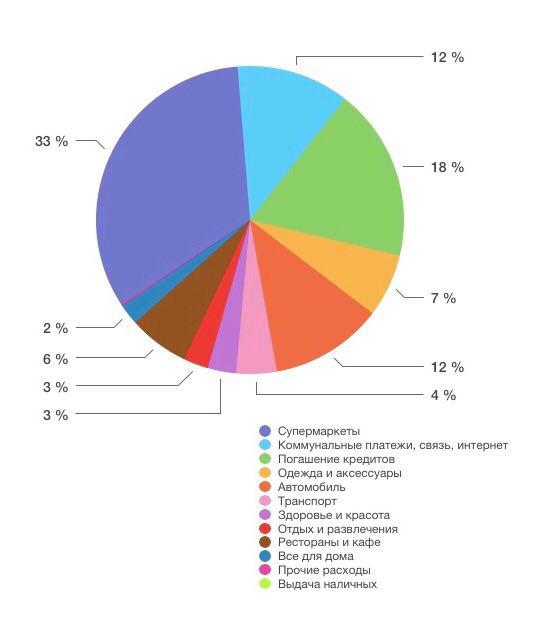 12 %
33 %
18 %
7 %
2 %
6 %
12 %
3 %
4 %
3 %
Супермаркеты
Коммунальные платежи, связь, интернет
Погашение кредитов
Одежда и аксессуары
Автомобиль
Транспорт
Здоровье и красота
Отдых и развлечения
Рестораны и кафе
Все для дома
Прочие расходы
Выдача наличных